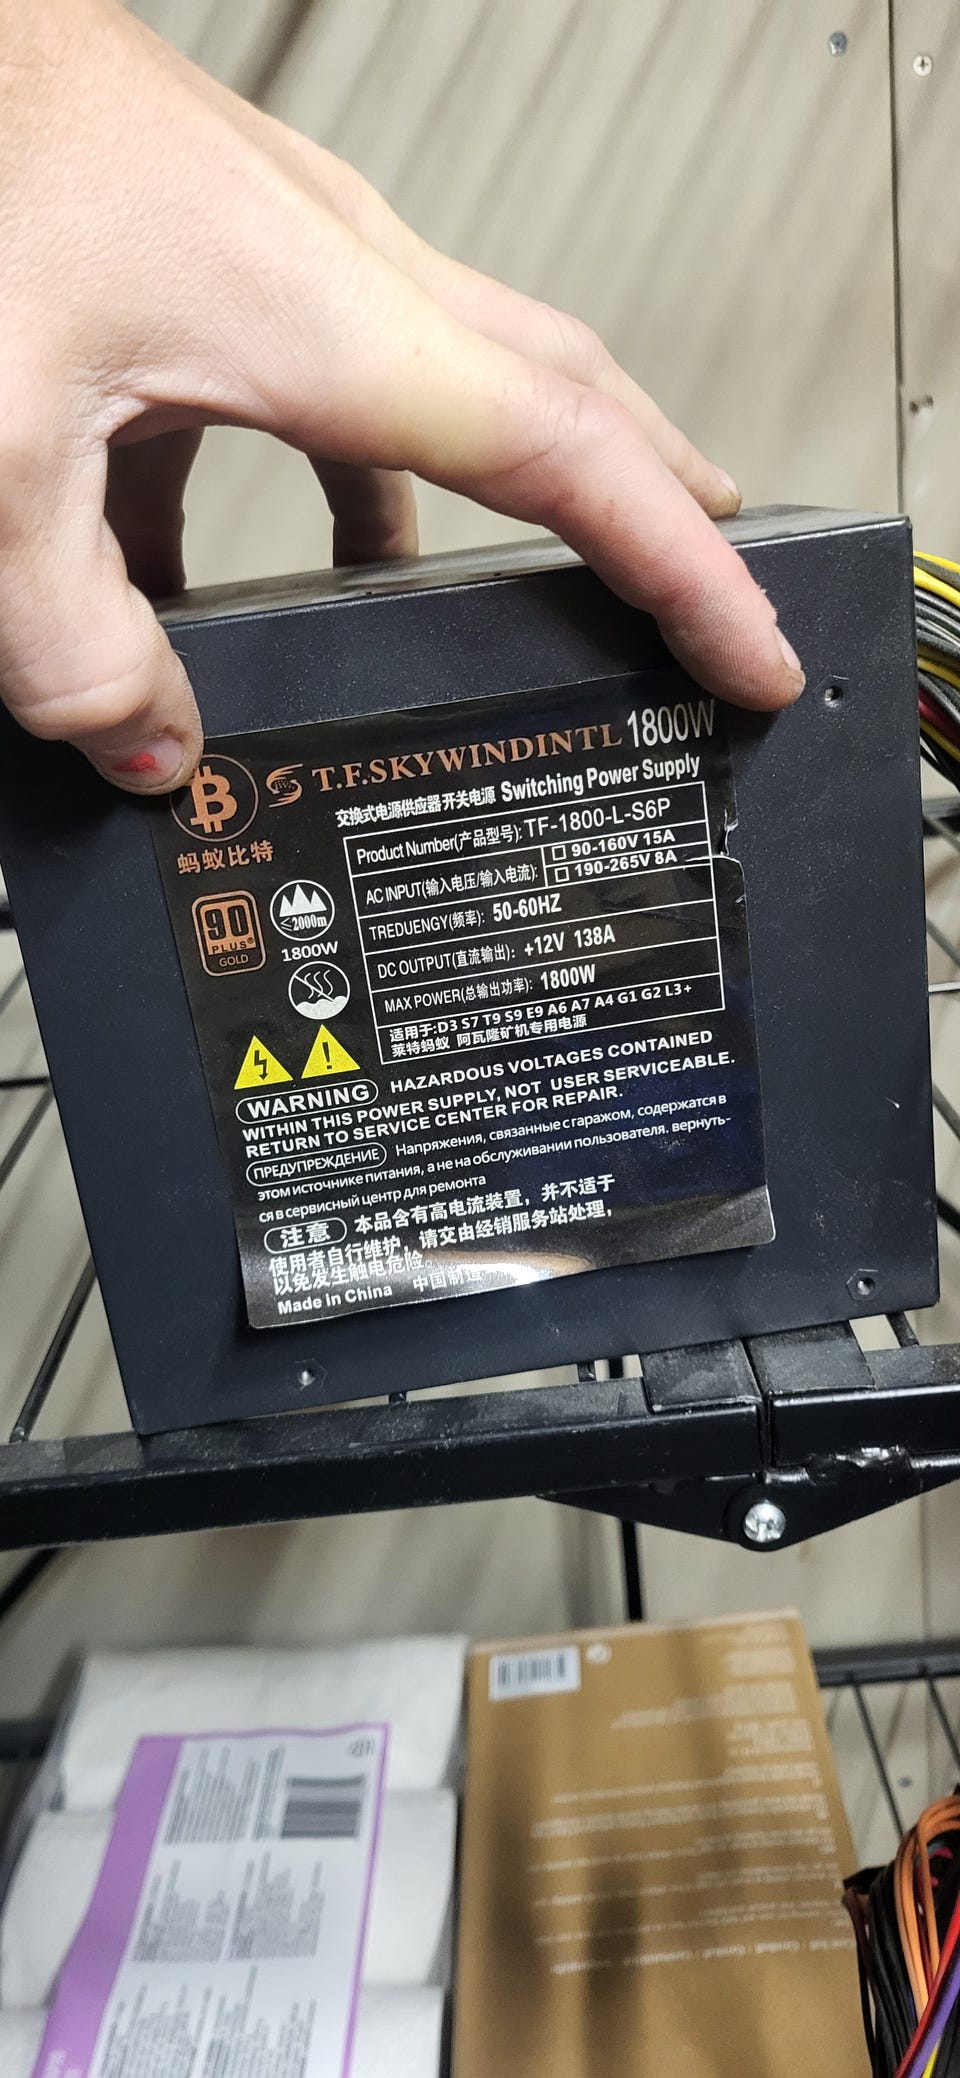 T.F.SKYWINDINTL 1800W
交换式电源供应器开关电源 Switching Power Supply
蚂蚁比特
Product Number(产品型号): TF-1800-L-S6P
AC INPUT(输入电压/输入电流): 90-160V 15A
190-265V 8A
TREDUENGY(频率): 50-60HZ
DC OUTPUT(直流输出): +12V 138A
MAX POWER(总输出功率): 1800W
适用于:D3 S7 T9 S9 E9 A6 A7 A4 G1 G2 L3+
莱特蚂蚁 阿瓦隆矿机专用电源
90
PLUS®
GOLD
≤2000m
1800W
WARNING HAZARDOUS VOLTAGES CONTAINED
WITHIN THIS POWER SUPPLY, NOT USER SERVICEABLE.
RETURN TO SERVICE CENTER FOR REPAIR.
ПРЕДУПРЕЖДЕНИЕ Напряжения, связанные с гаражом, содержатся в
этом источнике питания, а не на обслуживании пользователя. вернуть-
ся в сервисный центр для ремонта
注意 本品含有高电流装置，并不适于
使用者自行维护，请交由经销服务站处理，
以免发生触电危险。
Made in China 中国制造